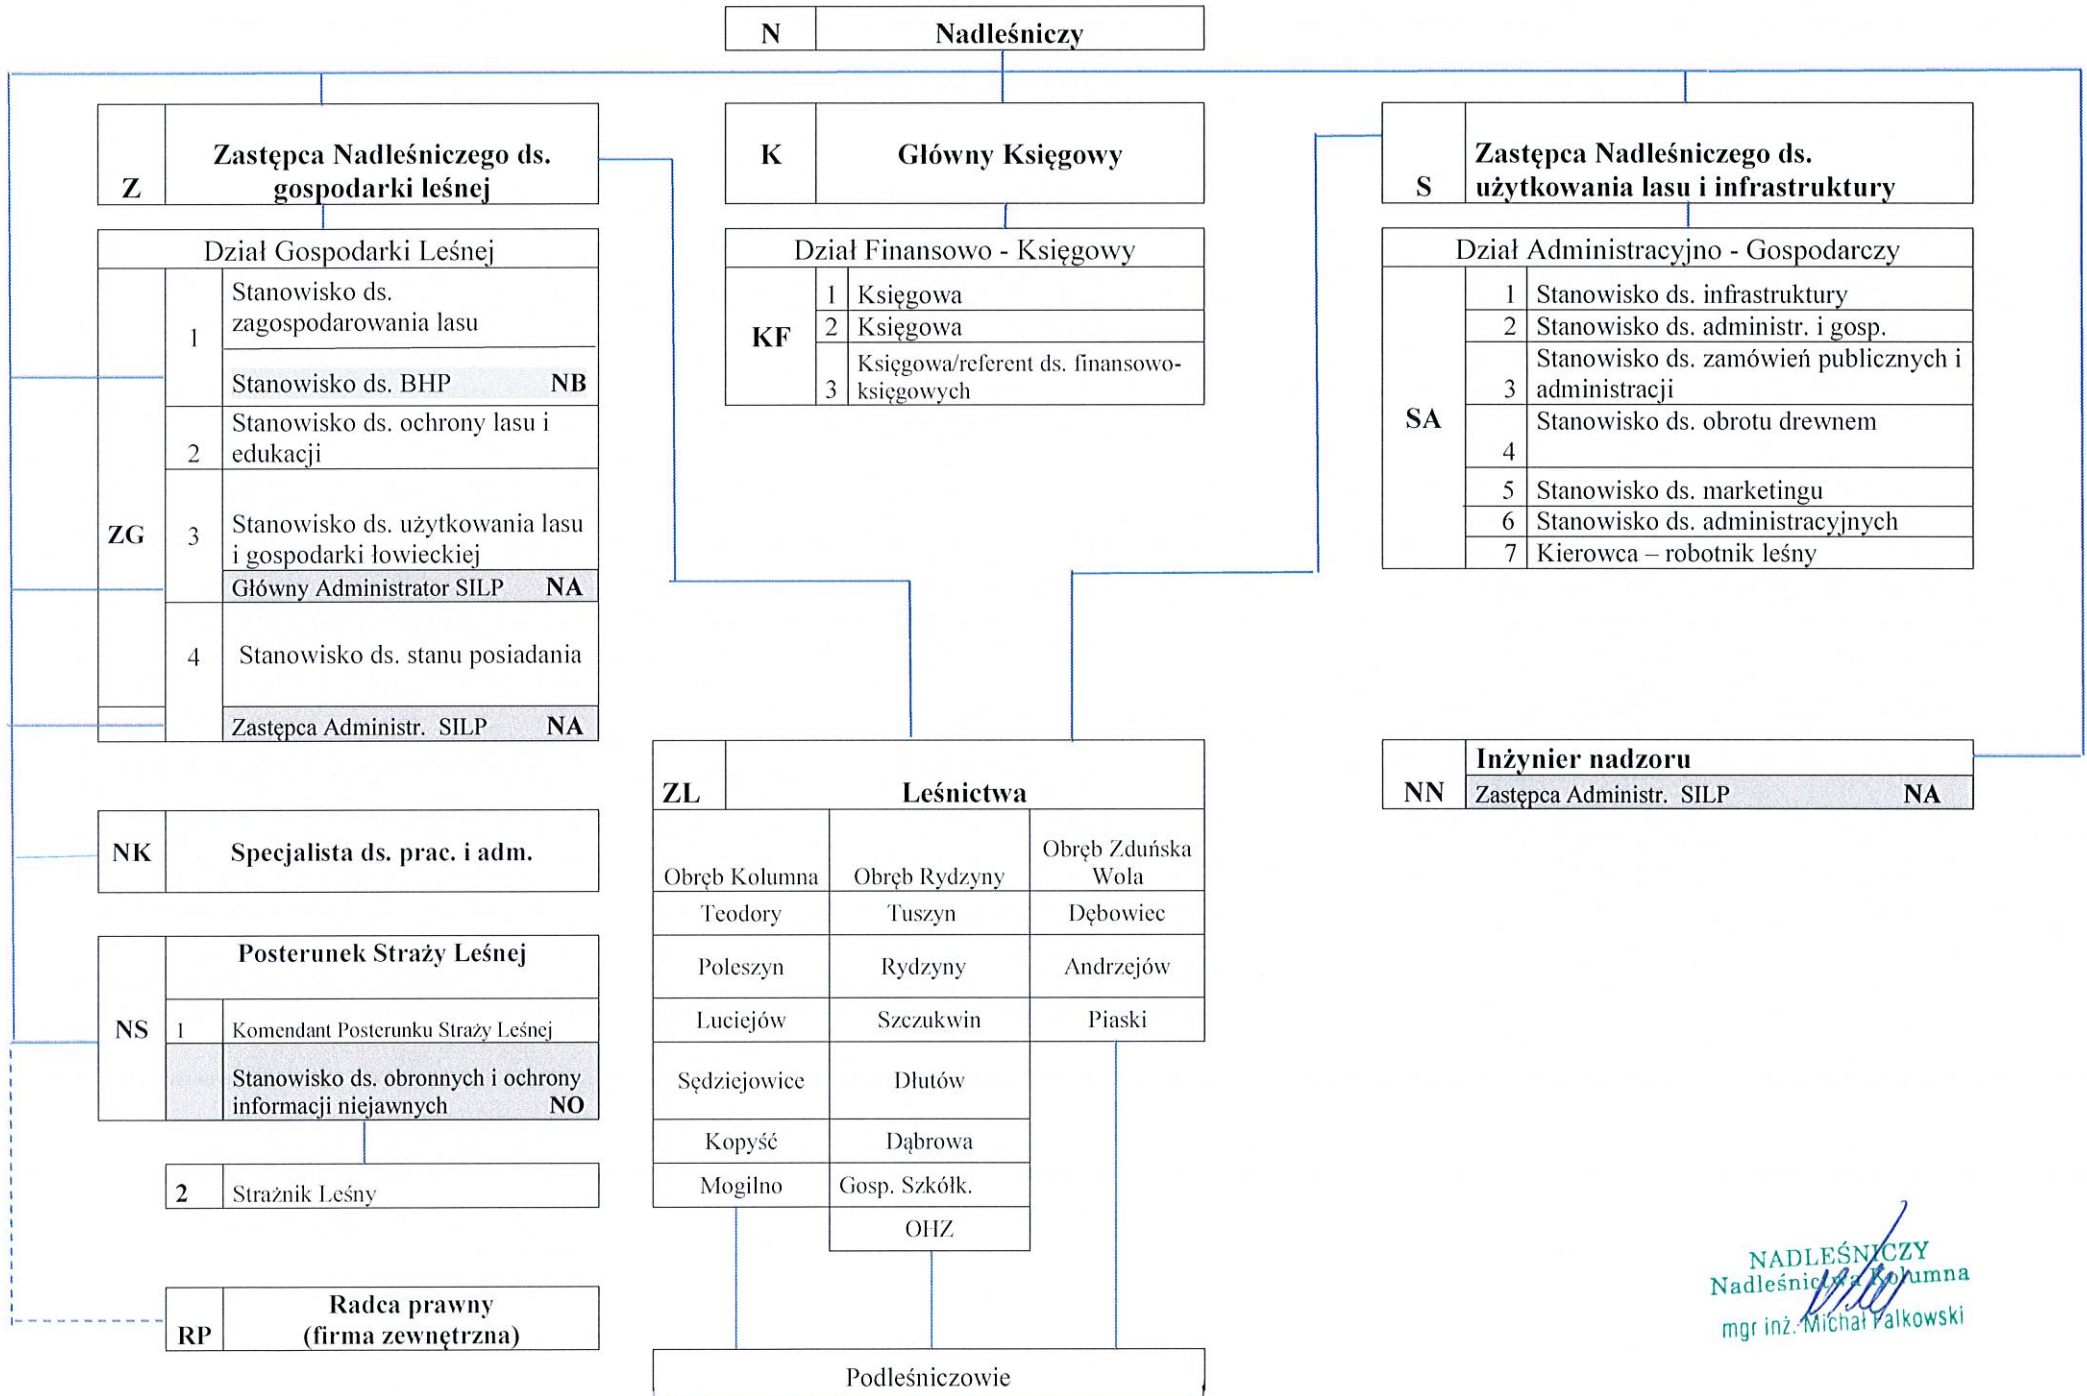 N Nadleśniczy
Z Zastępca Nadleśniczego ds.
gospodarki leśnej
K Główny Księgowy
S Zastępca Nadleśniczego ds.
użytkowania lasu i infrastruktury
Dział Gospodarki Leśnej
ZG
1 Stanowisko ds.
zagospodarowania lasu
Stanowisko ds. BHP NB
2 Stanowisko ds. ochrony lasu i
edukacji
3 Stanowisko ds. użytkowania lasu
i gospodarki łowieckiej
Główny Administrator SILP NA
4 Stanowisko ds. stanu posiadania
Zastępca Administr. SILP NA
Dział Finansowo - Księgowy
KF
1 Księgowa
2 Księgowa
3 Księgowa/referent ds. finansowo-
księgowych
Dział Administracyjno - Gospodarczy
SA
1 Stanowisko ds. infrastruktury
2 Stanowisko ds. administr. i gosp.
3 Stanowisko ds. zamówień publicznych i
administracji
4 Stanowisko ds. obrotu drewnem
5 Stanowisko ds. marketingu
6 Stanowisko ds. administracyjnych
7 Kierowca – robotnik leśny
NK Specjalista ds. prac. i adm.
NS Posterunek Straży Leśnej
1 Komendant Posterunku Straży Leśnej
Stanowisko ds. obronnych i ochrony
informacji niejawnych NO
2 Strażnik Leśny
RP Radca prawny
(firma zewnętrzna)
ZL Leśnictwa
Obręb Kolumna Obręb Rydzyny Obręb Zduńska
Wola
Teodory Tuszyn Dębowiec
Poleszyn Rydzyny Andrzejów
Luciejów Szczukwin Piaski
Sędziejowice Dłutów
Kopyść Dąbrowa
Mogilno Gosp. Szkółk.
OHZ
Podleśniczowie
NN Inżynier nadzoru
Zastępca Administr. SILP NA
NADLEŚNICZY
Nadleśnictwa Kolumna
mgr inż. Michał Falkowski